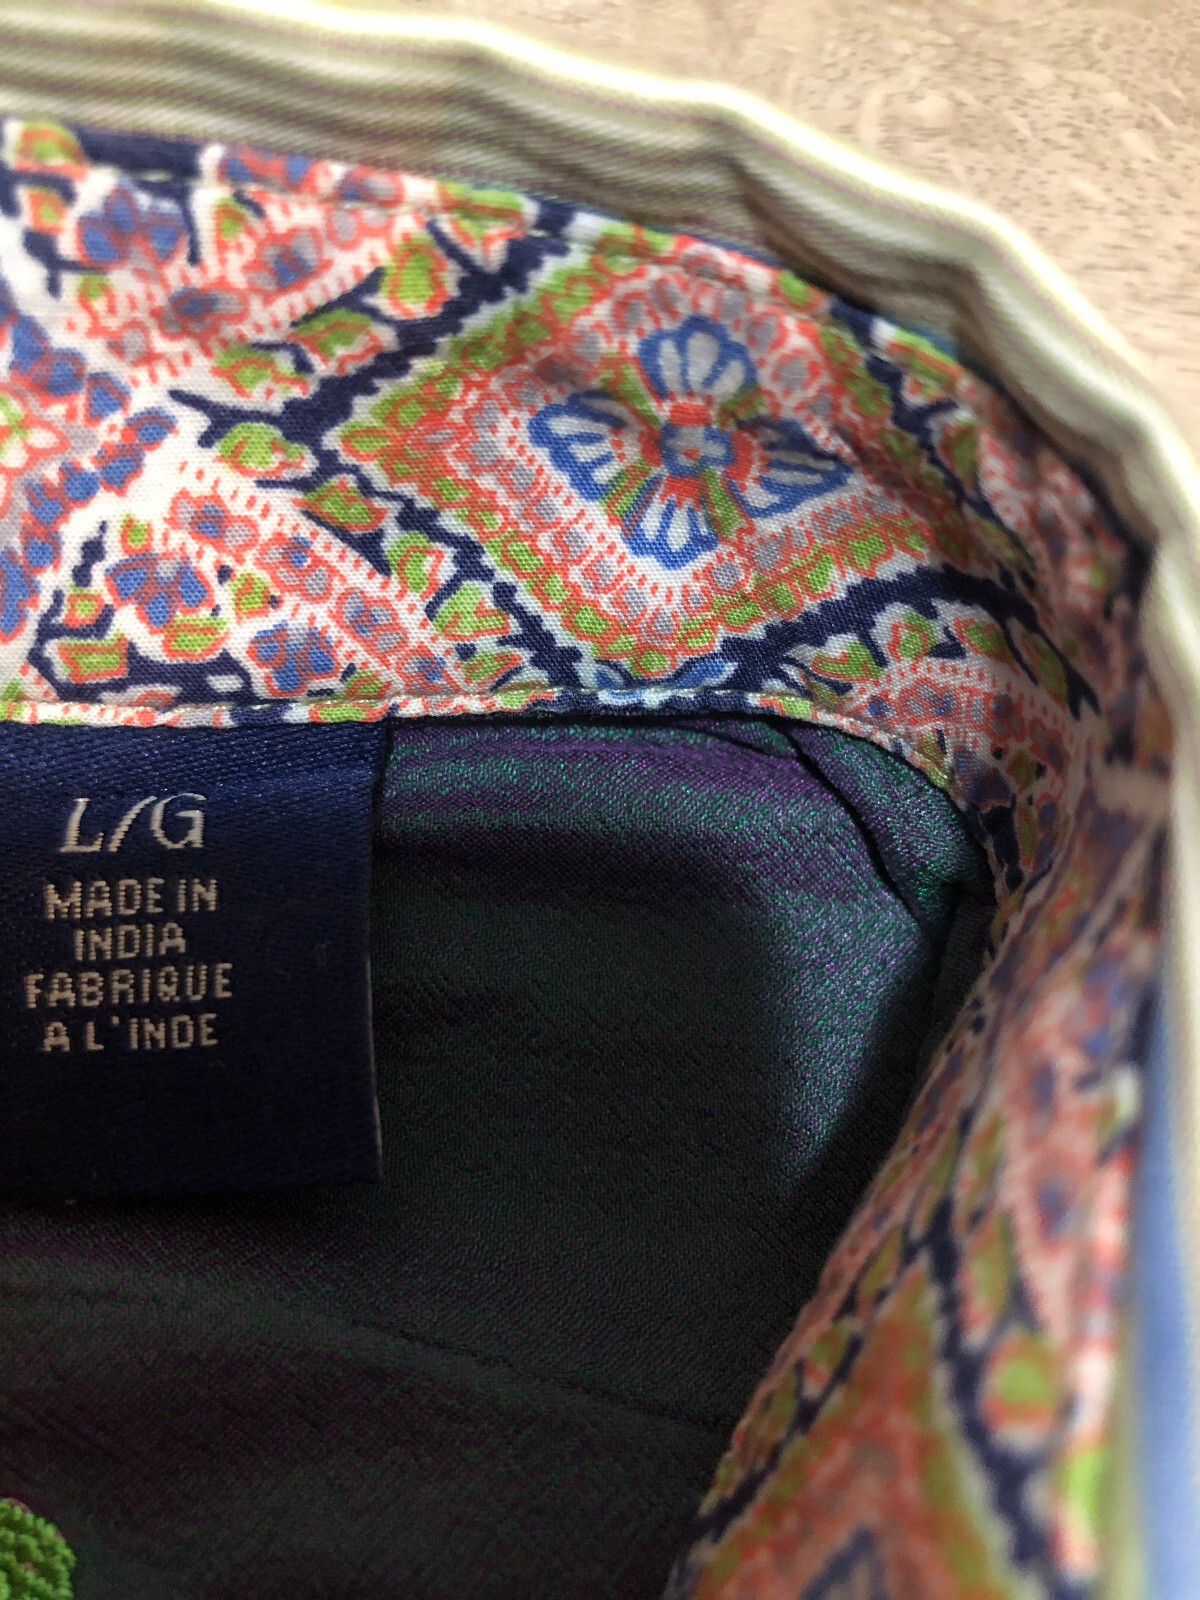 L/G
MADE IN
INDIA
FABRIQUE
A L'INDE